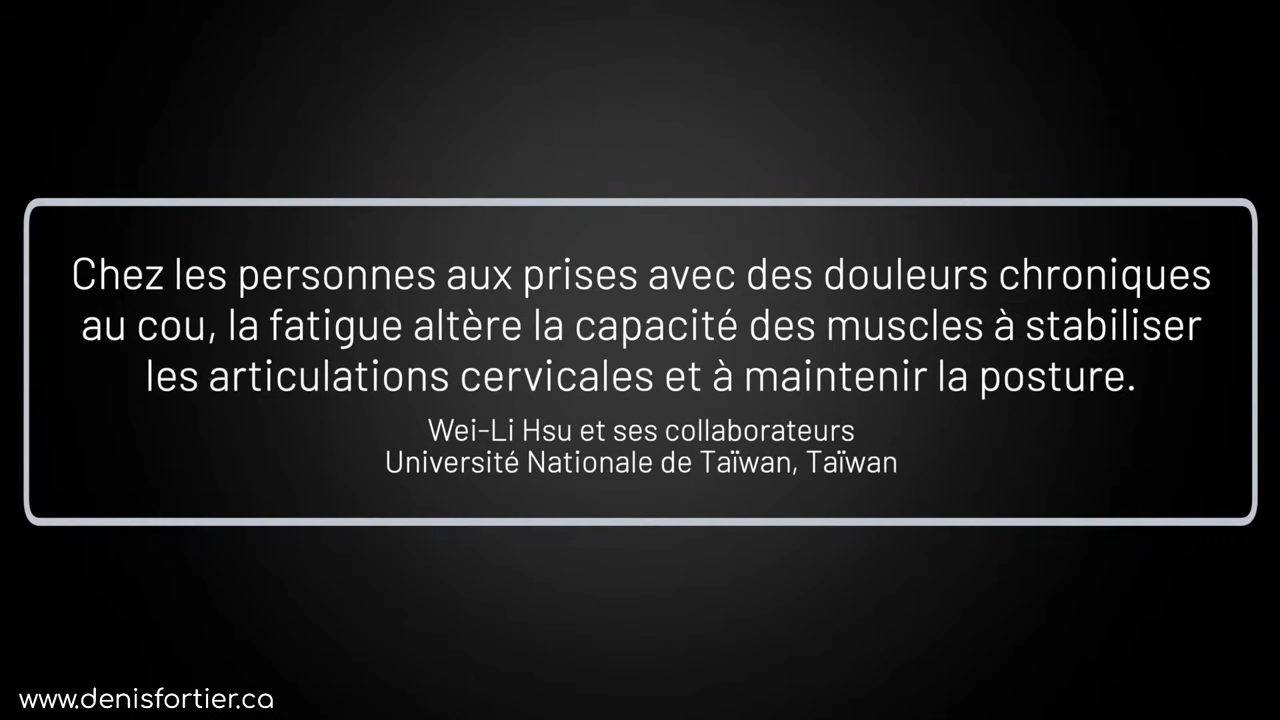 Chez les personnes aux prises avec des douleurs chroniques
au cou, la fatigue altère la capacité des muscles à stabiliser
les articulations cervicales et à maintenir la posture.
Wei-Li Hsu et ses collaborateurs
Université Nationale de Taïwan, Taïwan
www.denisfortier.ca